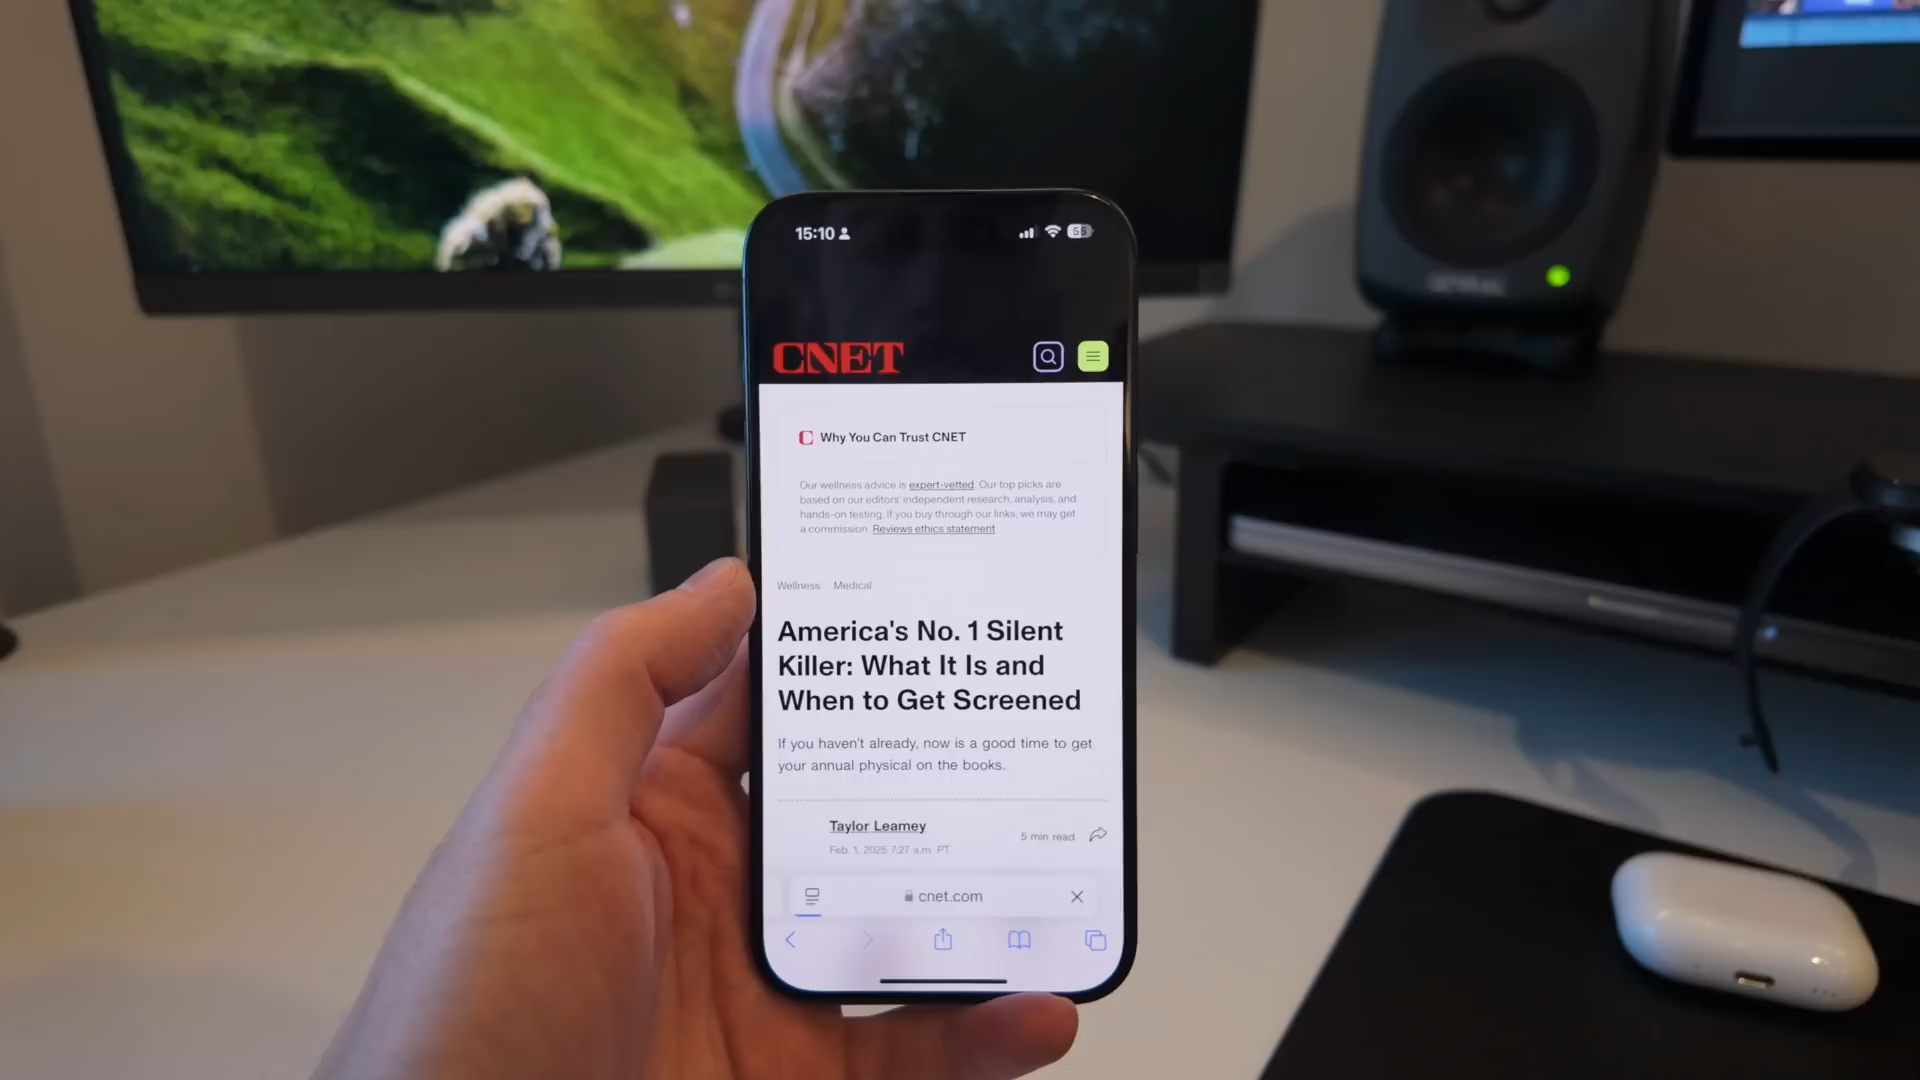 15:10
55
CNET
Why You Can Trust CNET
Our wellness advice is expert-vetted. Our top picks are
based on our editors' independent research, analysis, and
hands-on testing. If you buy through our links, we may get
a commission. Reviews ethics statement
Wellness Medical
America's No. 1 Silent
Killer: What It Is and
When to Get Screened
If you haven't already, now is a good time to get
your annual physical on the books.
Taylor Leamey
5 min read
Feb. 1, 2025 7:27 a.m. PT
cnet.com